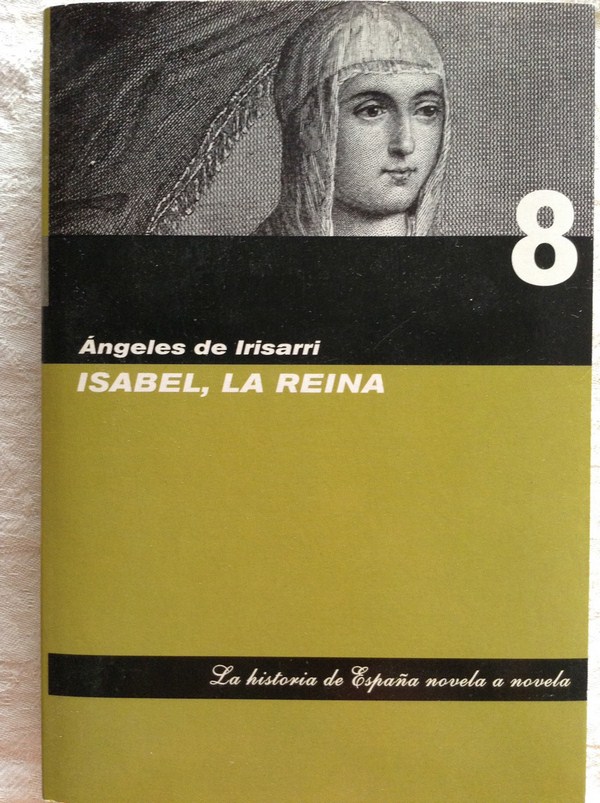 8
Ángeles de Irisarri
ISABEL, LA REINA
La historia de España novela a novela